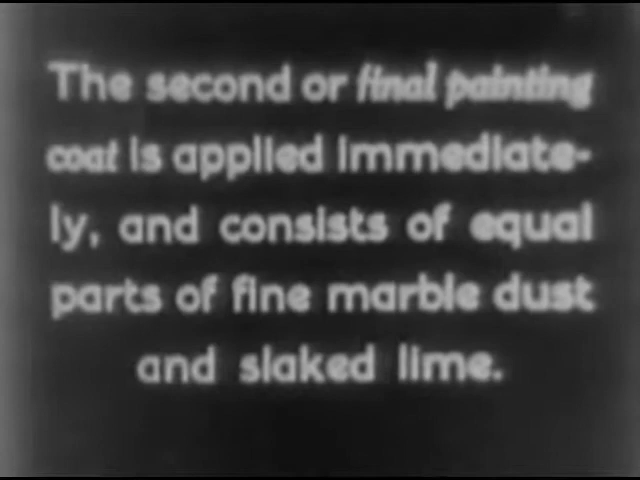 The second or final painting
coat is applied immediate-
ly, and consists of equal
parts of fine marble dust
and slaked lime.